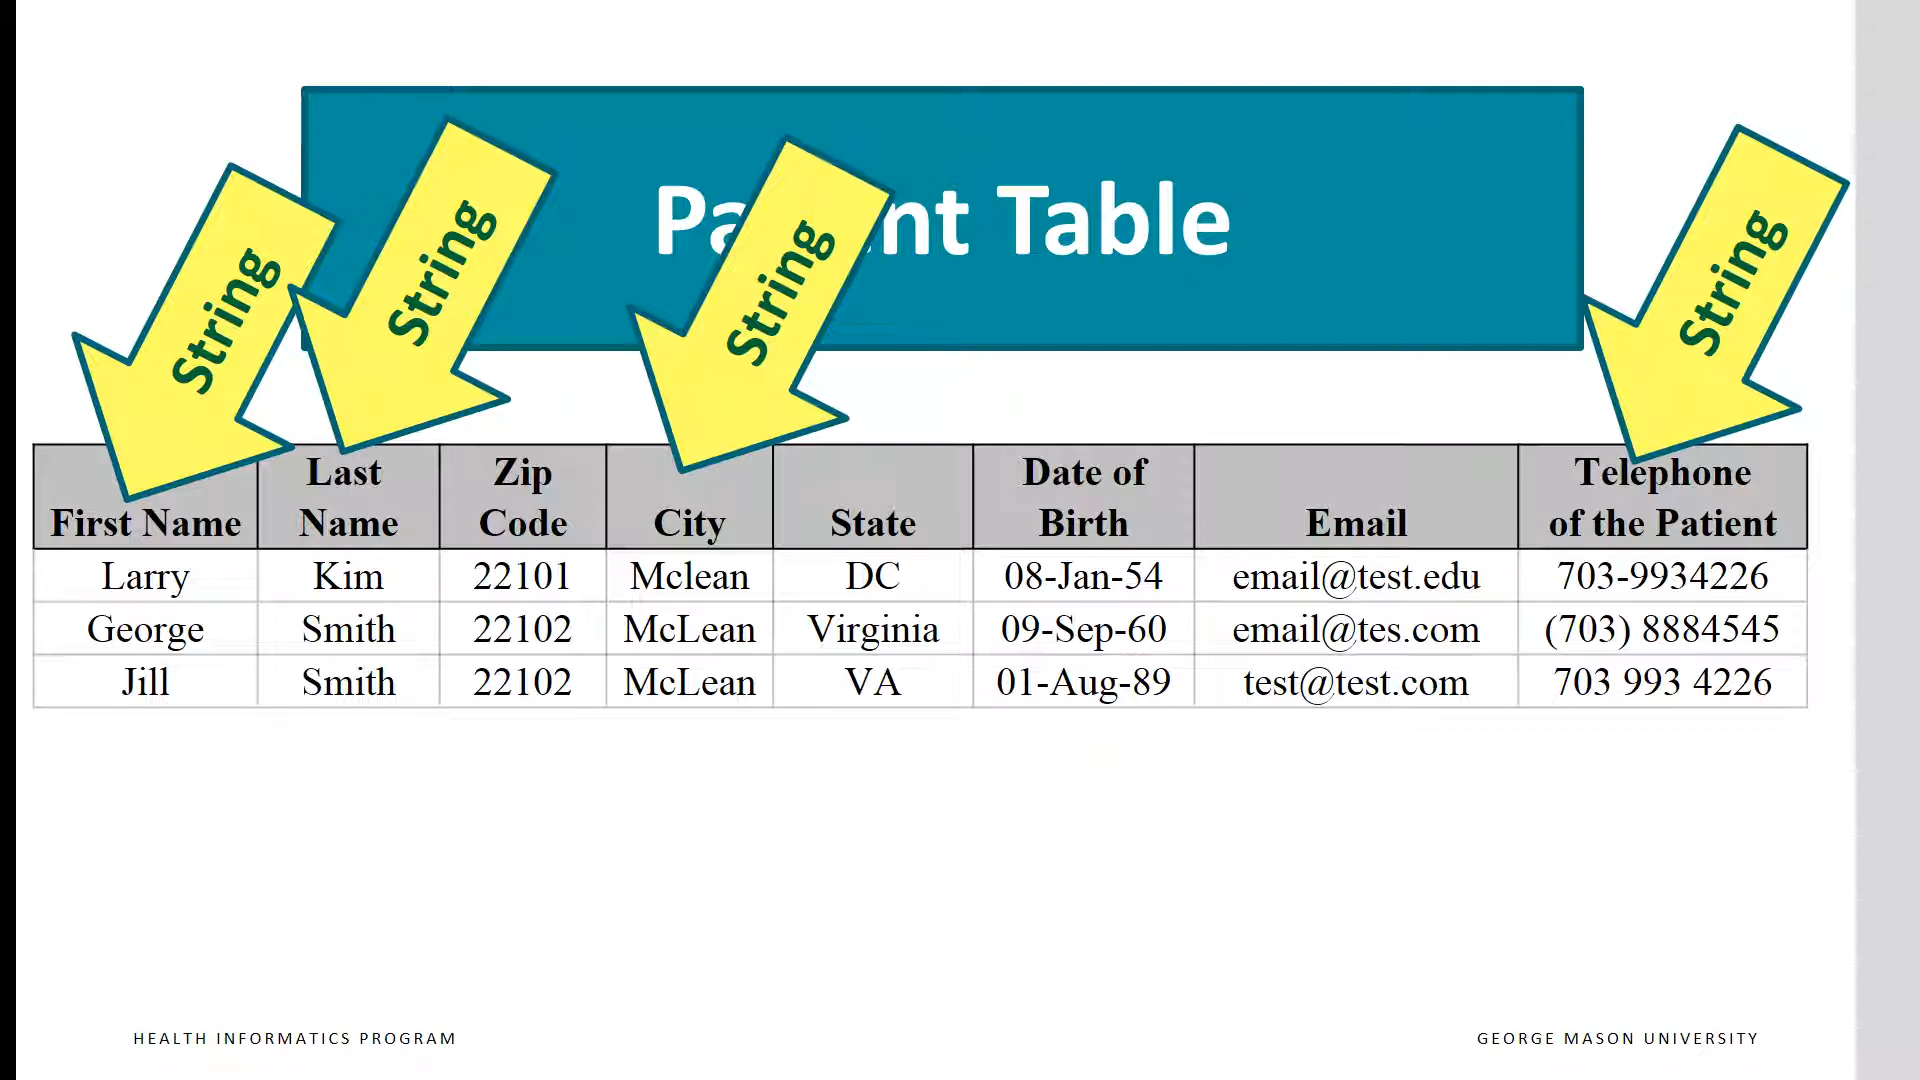 Pa nt Table
String
String
String
String
First Name Last Name Zip Code City State Date of Birth Email Telephone of the Patient
Larry Kim 22101 Mclean DC 08-Jan-54 email@test.edu 703-9934226
George Smith 22102 McLean Virginia 09-Sep-60 email@tes.com (703) 8884545
Jill Smith 22102 McLean VA 01-Aug-89 test@test.com 703 993 4226
HEALTH INFORMATICS PROGRAM
GEORGE MASON UNIVERSITY